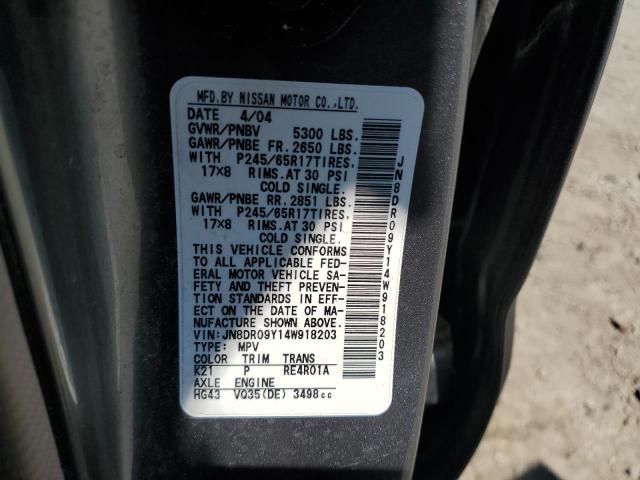 MFD.BY NISSAN MOTOR CO.,LTD.
DATE 4/04
GVWR/PNBV 5300 LBS.
GAWR/PNBE FR. 2650 LBS.
WITH P245/65R17TIRES,
17×8 RIMS.AT 30 PSI
COLD SINGLE.
GAWR/PNBE RR. 2851 LBS.
WITH P245/65R17TIRES,
17×8 RIMS.AT 30 PSI
COLD SINGLE.
THIS VEHICLE CONFORMS
TO ALL APPLICABLE FED-
ERAL MOTOR VEHICLE SA-
FETY AND THEFT PREVEN-
TION STANDARDS IN EFF-
ECT ON THE DATE OF MA-
NUFACTURE SHOWN ABOVE.
VIN:JN8DR09Y14W918203
TYPE: MPV
COLOR TRIM TRANS
K21 P RE4R01A
AXLE ENGINE
HG43 VQ35(DE) 3498cc
JN8DR09Y14W918203